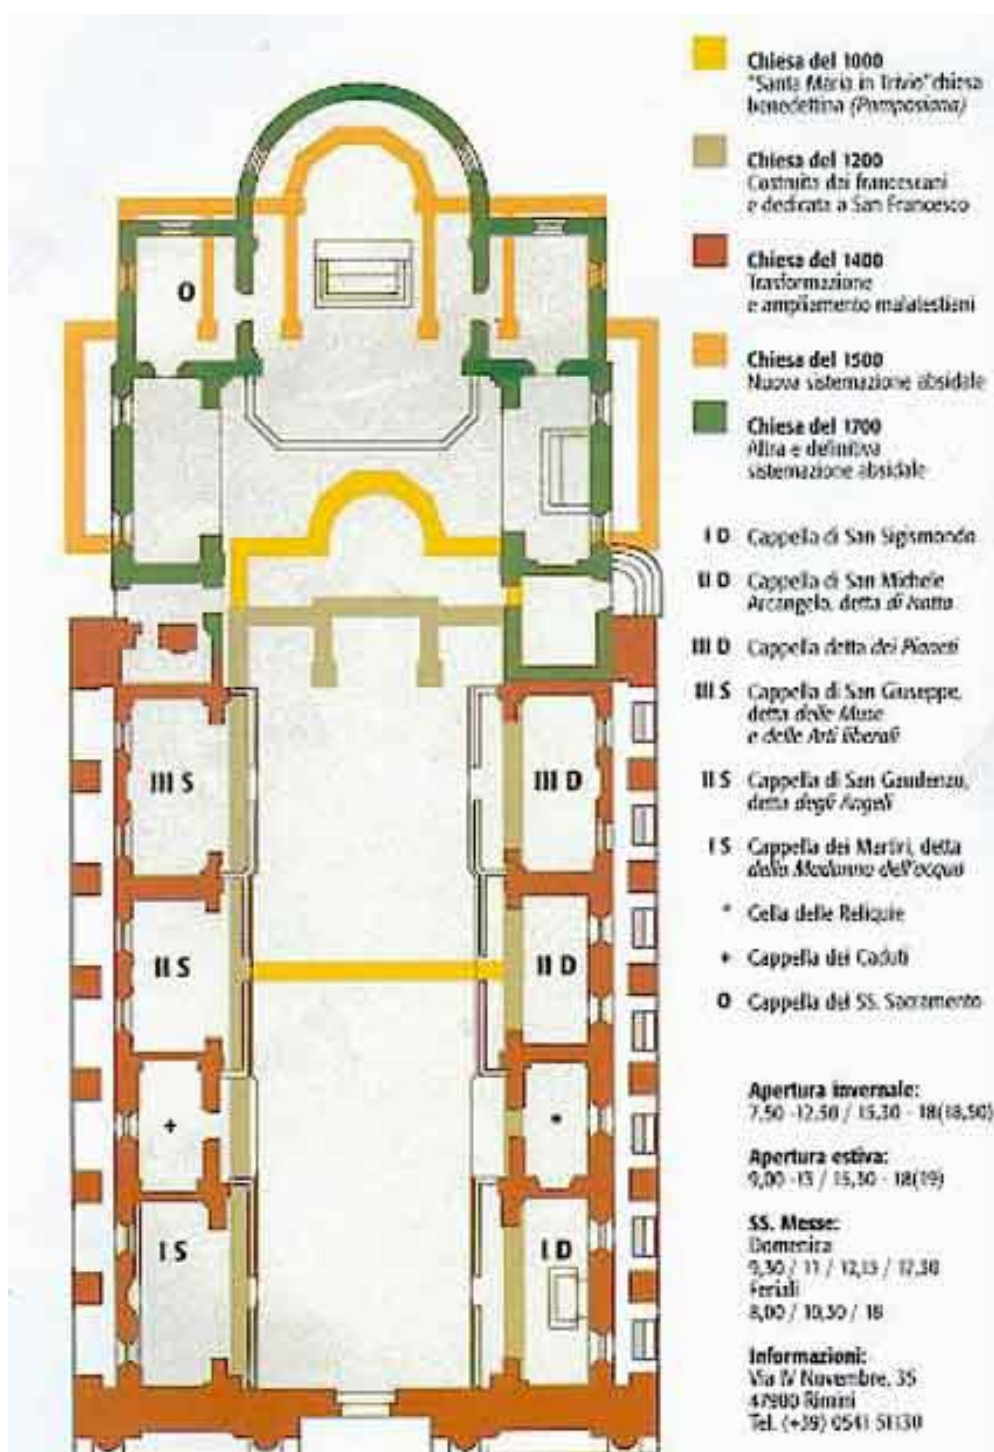 Chiesa del 1000
"Santa Maria in Trivio" chiesa
benedettina (Pomposiana)
Chiesa del 1200
Costruita dai francescani
e dedicata a San Francesco
Chiesa del 1400
Trasformazione
e ampliamento malatestiani
Chiesa del 1500
Nuova sistemazione absidale
Chiesa del 1700
Altra e definitiva
sistemazione absidale
I D Cappella di San Sigismondo
II D Cappella di San Michele
Arcangelo, detta di Isotta
III D Cappella detta dei Pianeti
III S Cappella di San Giuseppe,
detta delle Muse
e delle Arti liberali
II S Cappella di San Gaudenzo,
detta degli Angeli
I S Cappella dei Martiri, detta
della Madonna dell'acqua
* Cella delle Reliquie
+ Cappella dei Caduti
O Cappella del SS. Sacramento
Apertura invernale:
7,50 -12,50 / 15,30 - 18(18,50)
Apertura estiva:
9,00 -13 / 15,30 - 18(19)
SS. Messe:
Domenica
9,30 / 11 / 12,15 / 17,30
Feriali
8,00 / 10,30 / 18
Informazioni:
Via IV Novembre, 35
47900 Rimini
Tel. (+39) 0541 51130
O
III S
III D
II S
II D
+
*
I S
I D